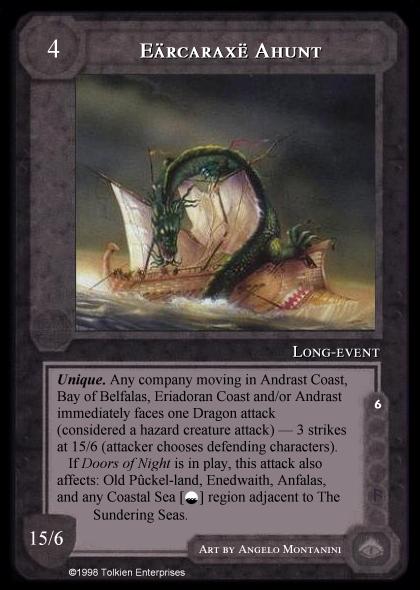 4
Eärcaraxë Ahunt
Long-event
Unique. Any company moving in Andrast Coast,
Bay of Belfalas, Eriadoran Coast and/or Andrast
immediately faces one Dragon attack
(considered a hazard creature attack) — 3 strikes
at 15/6 (attacker chooses defending characters).
If Doors of Night is in play, this attack also
affects: Old Pûckel-land, Enedwaith, Anfalas,
and any Coastal Sea [] region adjacent to The
Sundering Seas.
6
15/6
Art by Angelo Montanini
©1998 Tolkien Enterprises